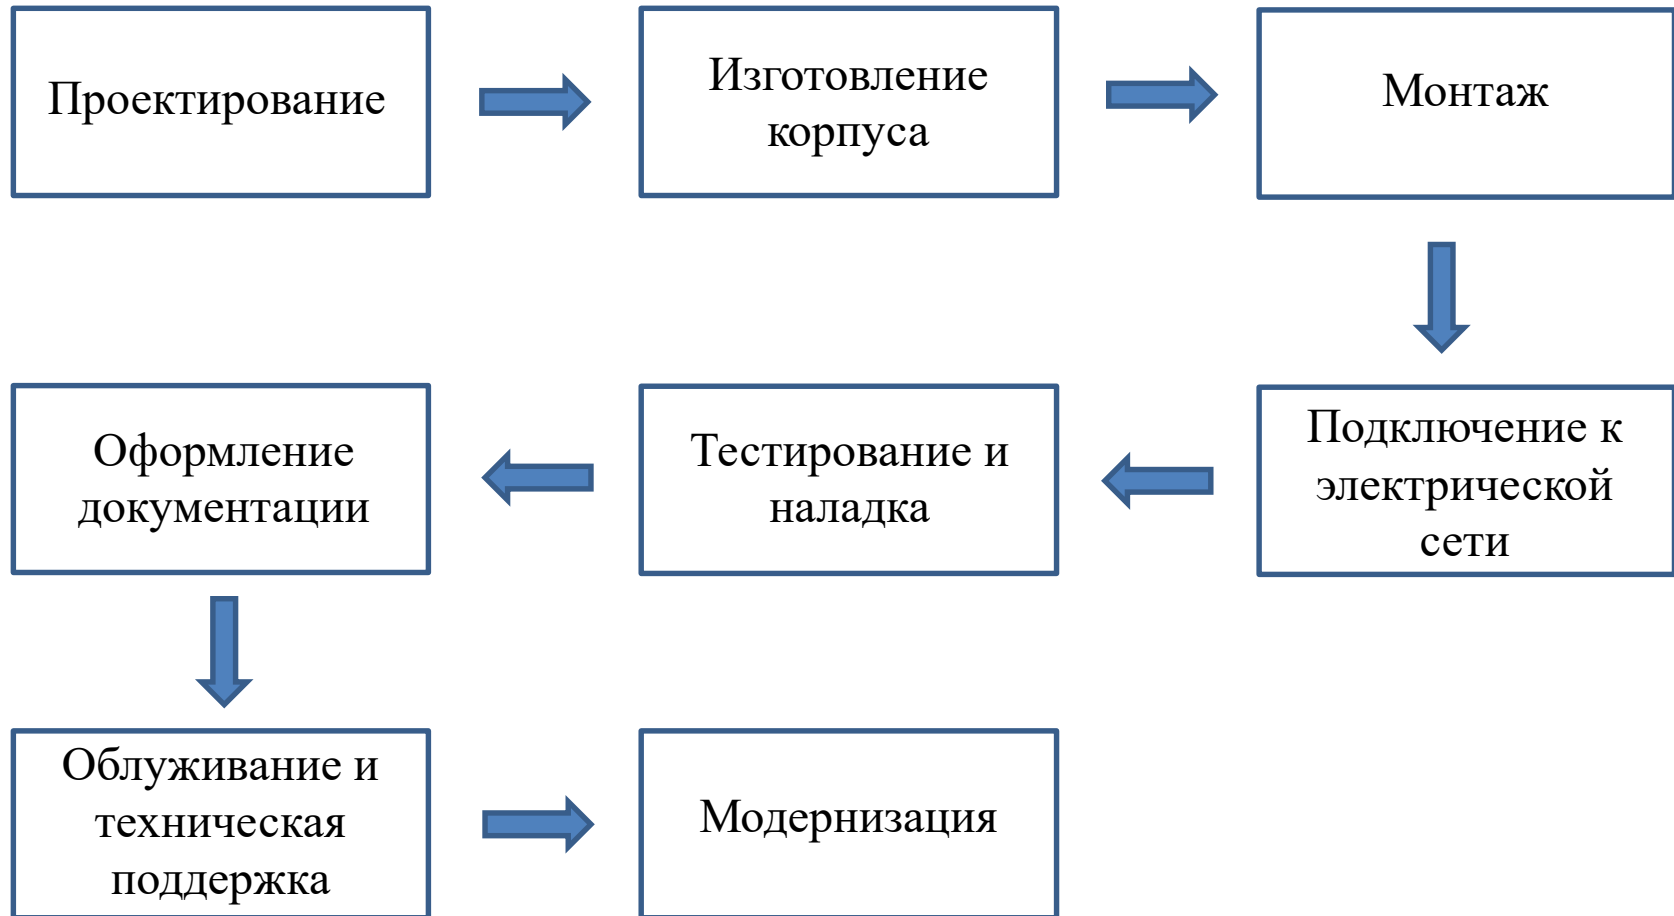 Проектирование
Изготовление
корпуса
Монтаж
Подключение к
электрической
сети
Тестирование и
наладка
Оформление
документации
Облуживание и
техническая
поддержка
Модернизация